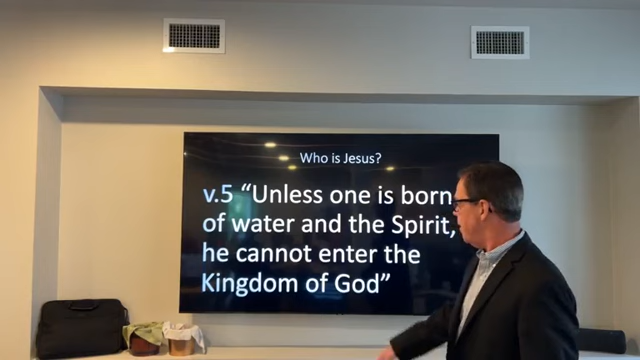 Who is Jesus?
v.5 “Unless one is born
of water and the Spirit,
he cannot enter the
Kingdom of God”